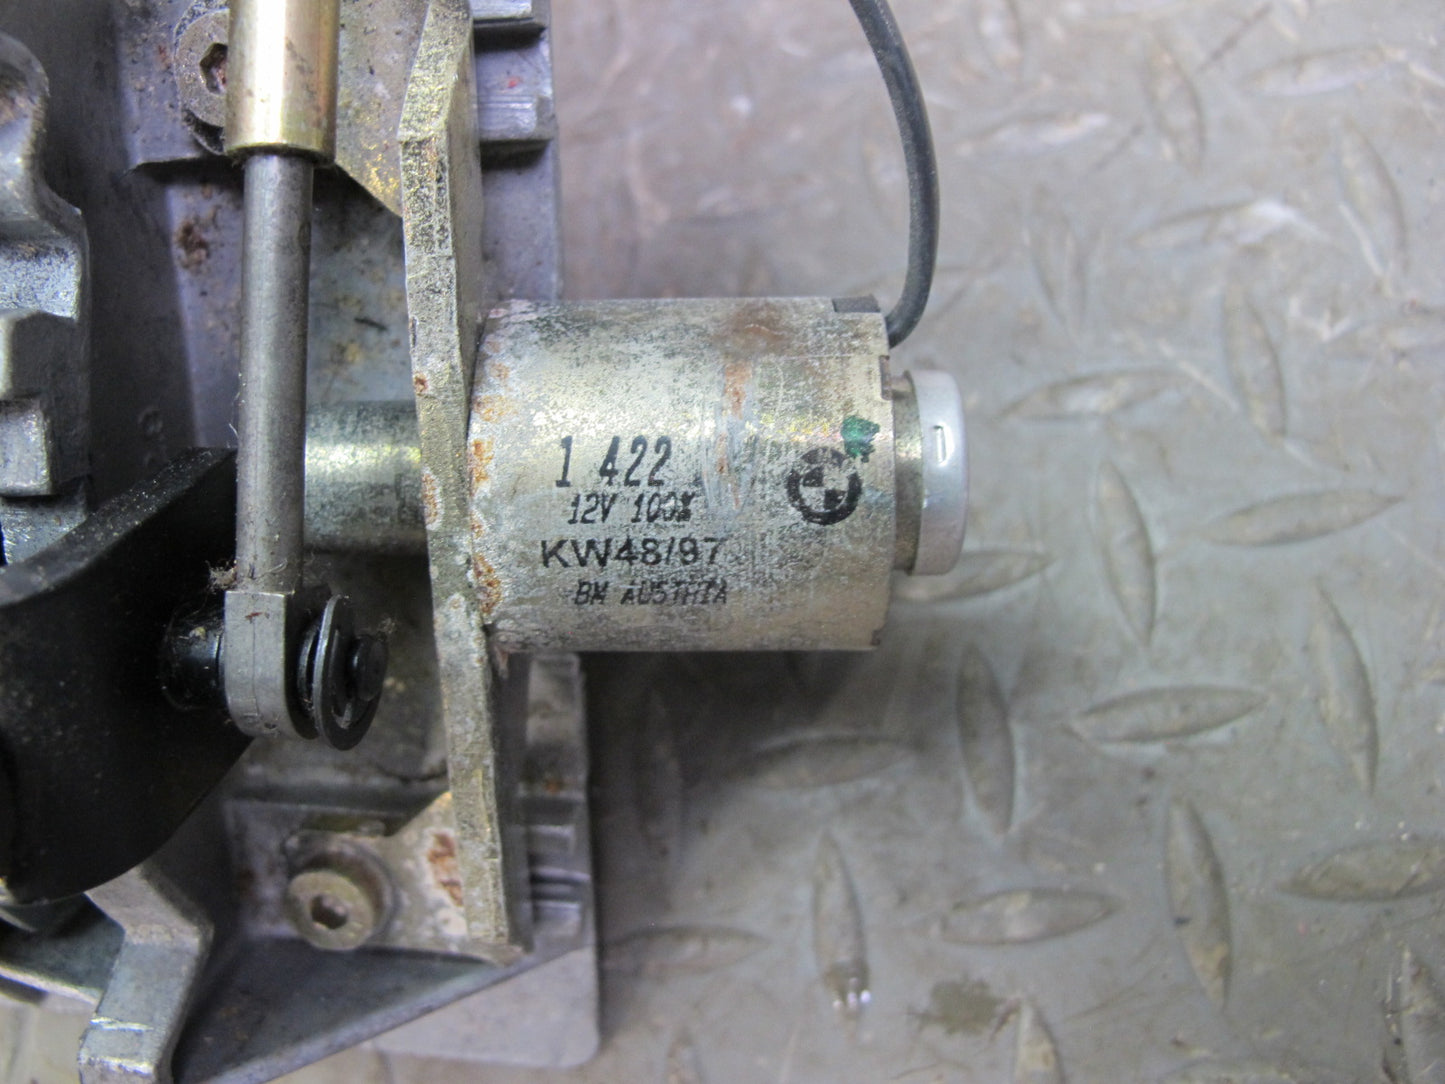 1 422
12V 100%
KW48/97
BM AUSTRIA